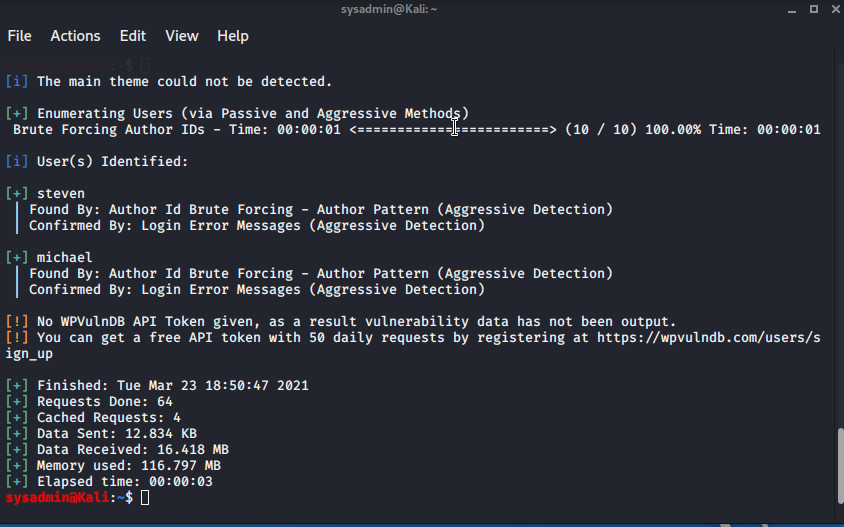 sysadmin@Kali: ~
File Actions Edit View Help
[i] The main theme could not be detected.
[+] Enumerating Users (via Passive and Aggressive Methods)
Brute Forcing Author IDs - Time: 00:00:01 <========================> (10 / 10) 100.00% Time: 00:00:01
[i] User(s) Identified:
[+] steven
| Found By: Author Id Brute Forcing - Author Pattern (Aggressive Detection)
| Confirmed By: Login Error Messages (Aggressive Detection)
[+] michael
| Found By: Author Id Brute Forcing - Author Pattern (Aggressive Detection)
| Confirmed By: Login Error Messages (Aggressive Detection)
[!] No WPVulnDB API Token given, as a result vulnerability data has not been output.
[!] You can get a free API token with 50 daily requests by registering at https://wpvulndb.com/users/s
ign_up
[+] Finished: Tue Mar 23 18:50:47 2021
[+] Requests Done: 64
[+] Cached Requests: 4
[+] Data Sent: 12.834 KB
[+] Data Received: 16.418 MB
[+] Memory used: 116.797 MB
[+] Elapsed time: 00:00:03
sysadmin@Kali:~$